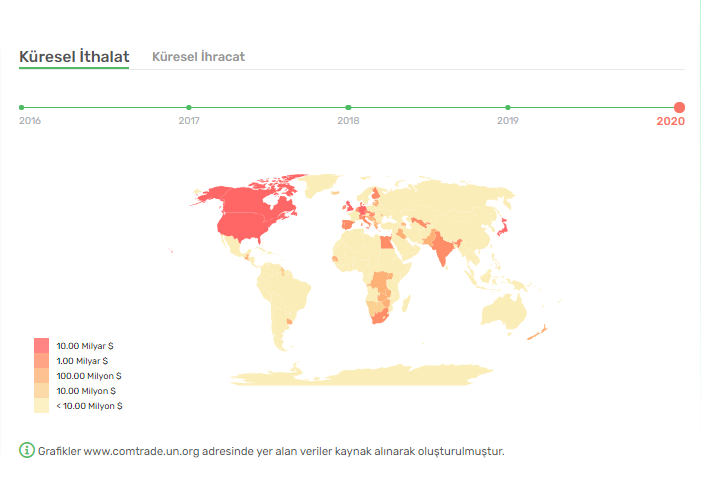 Küresel İthalat Küresel İhracat
2016 2017 2018 2019 2020
10.00 Milyar $
1.00 Milyar $
100.00 Milyon $
10.00 Milyon $
< 10.00 Milyon $
Grafikler www.comtrade.un.org adresinde yer alan veriler kaynak alınarak oluşturulmuştur.